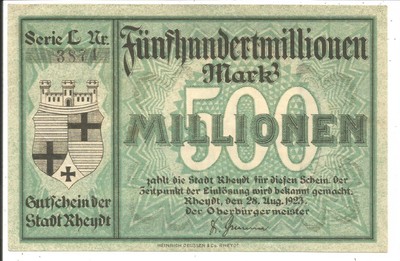 Serie L Nr.
Fünfhundertmillionen
Mark
500
MILLIONEN
zahlt die Stadt Rheydt für diesen Schein. Der
Zeitpunkt der Einlösung wird bekannt gemacht.
Rheydt, den 28. Aug. 1923.
Der Oberbürgermeister
Gutschein der
Stadt Rheydt